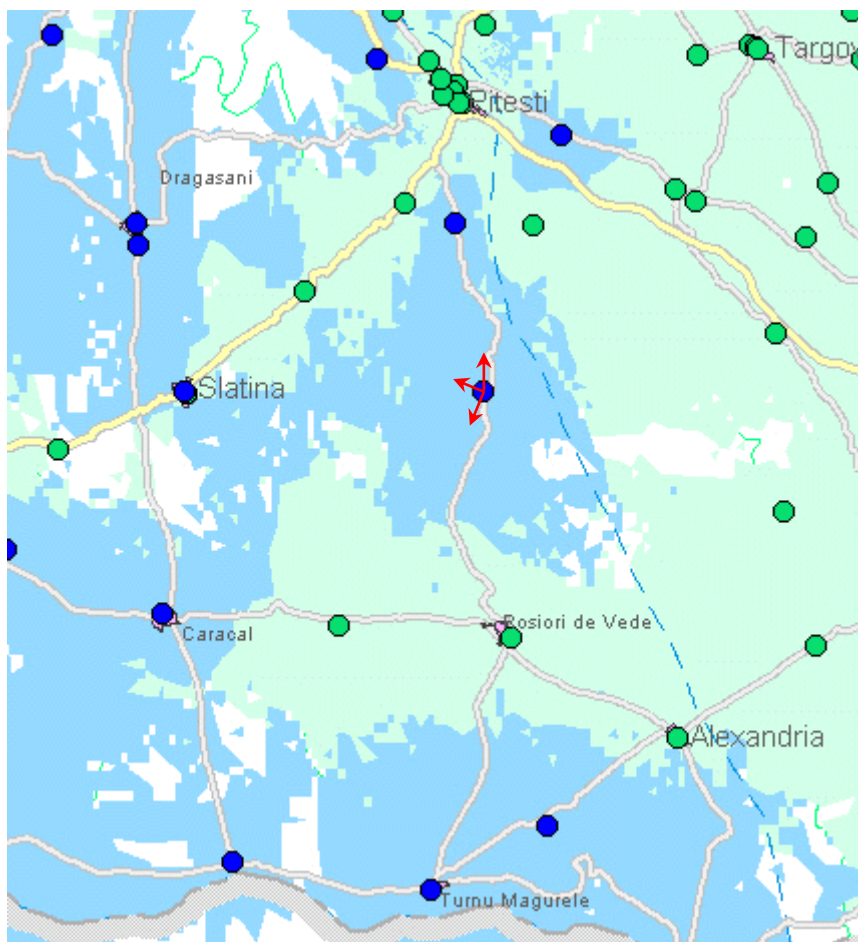 Targov
Pitesti
Dragasani
Slatina
Rosiori de Vede
Caracal
Alexandria
Turnu Magurele